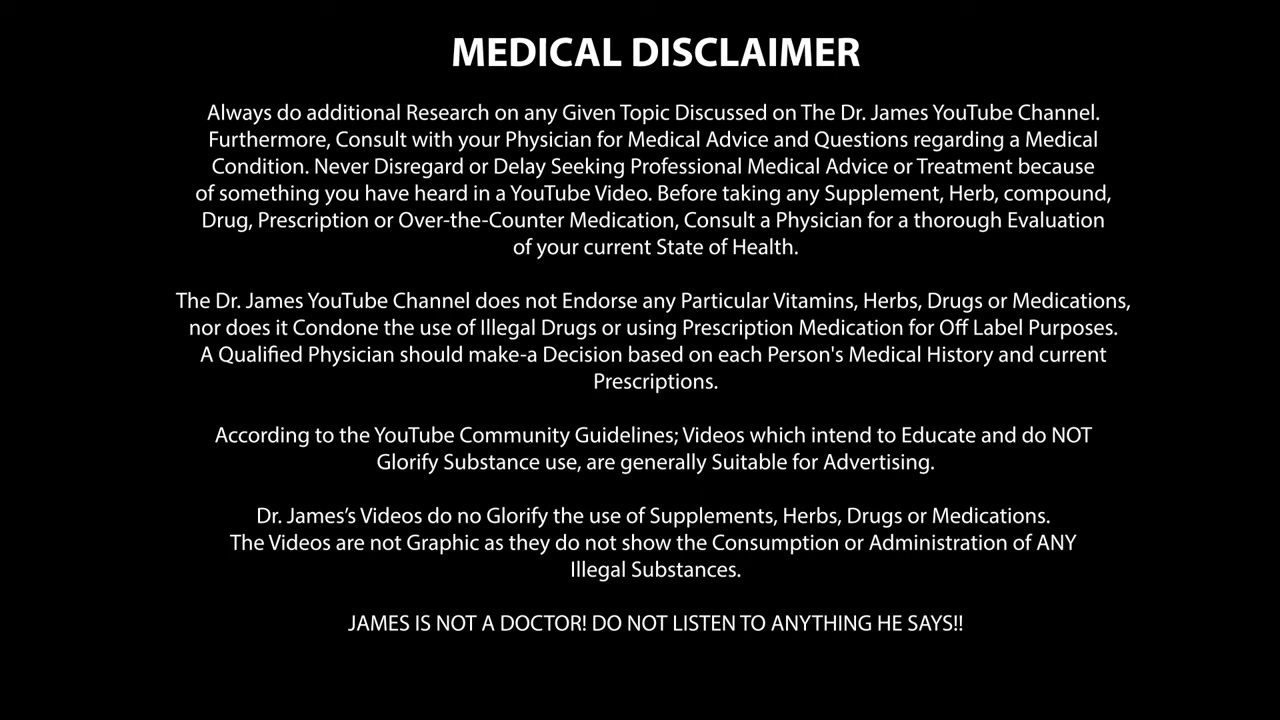 MEDICAL DISCLAIMER
Always do additional Research on any Given Topic Discussed on The Dr. James YouTube Channel.
Furthermore, Consult with your Physician for Medical Advice and Questions regarding a Medical
Condition. Never Disregard or Delay Seeking Professional Medical Advice or Treatment because
of something you have heard in a YouTube Video. Before taking any Supplement, Herb, compound,
Drug, Prescription or Over-the-Counter Medication, Consult a Physician for a thorough Evaluation
of your current State of Health.
The Dr. James YouTube Channel does not Endorse any Particular Vitamins, Herbs, Drugs or Medications,
nor does it Condone the use of Illegal Drugs or using Prescription Medication for Off Label Purposes.
A Qualified Physician should make-a Decision based on each Person's Medical History and current
Prescriptions.
According to the YouTube Community Guidelines; Videos which intend to Educate and do NOT
Glorify Substance use, are generally Suitable for Advertising.
Dr. James’s Videos do no Glorify the use of Supplements, Herbs, Drugs or Medications.
The Videos are not Graphic as they do not show the Consumption or Administration of ANY
Illegal Substances.
JAMES IS NOT A DOCTOR! DO NOT LISTEN TO ANYTHING HE SAYS!!